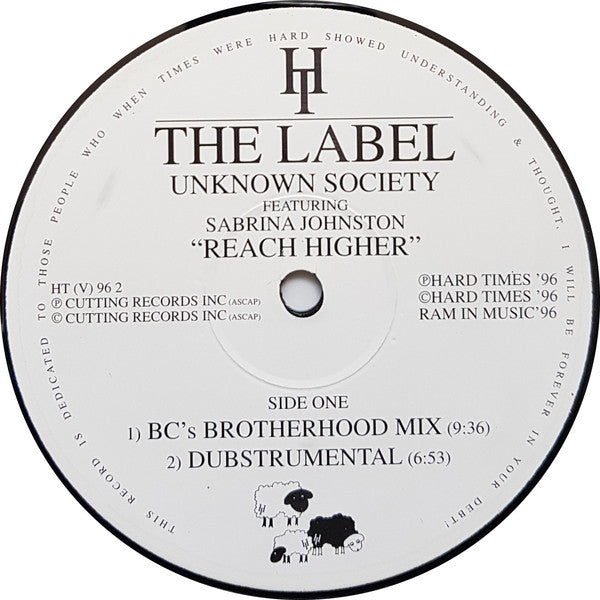 HT
THE LABEL
UNKNOWN SOCIETY
FEATURING
SABRINA JOHNSTON
“REACH HIGHER”
HT (V) 96 2
℗ CUTTING RECORDS INC (ASCAP)
© CUTTING RECORDS INC (ASCAP)
℗HARD TIMES '96
©HARD TIMES '96
RAM IN MUSIC'96
SIDE ONE
1) BC's BROTHERHOOD MIX (9:36)
2) DUBSTRUMENTAL (6:53)
THIS RECORD IS DEDICATED TO THOSE PEOPLE WHO WHEN TIMES WERE HARD SHOWED UNDERSTANDING & THOUGHT, I WILL BE FOREVER IN YOUR DEBT!